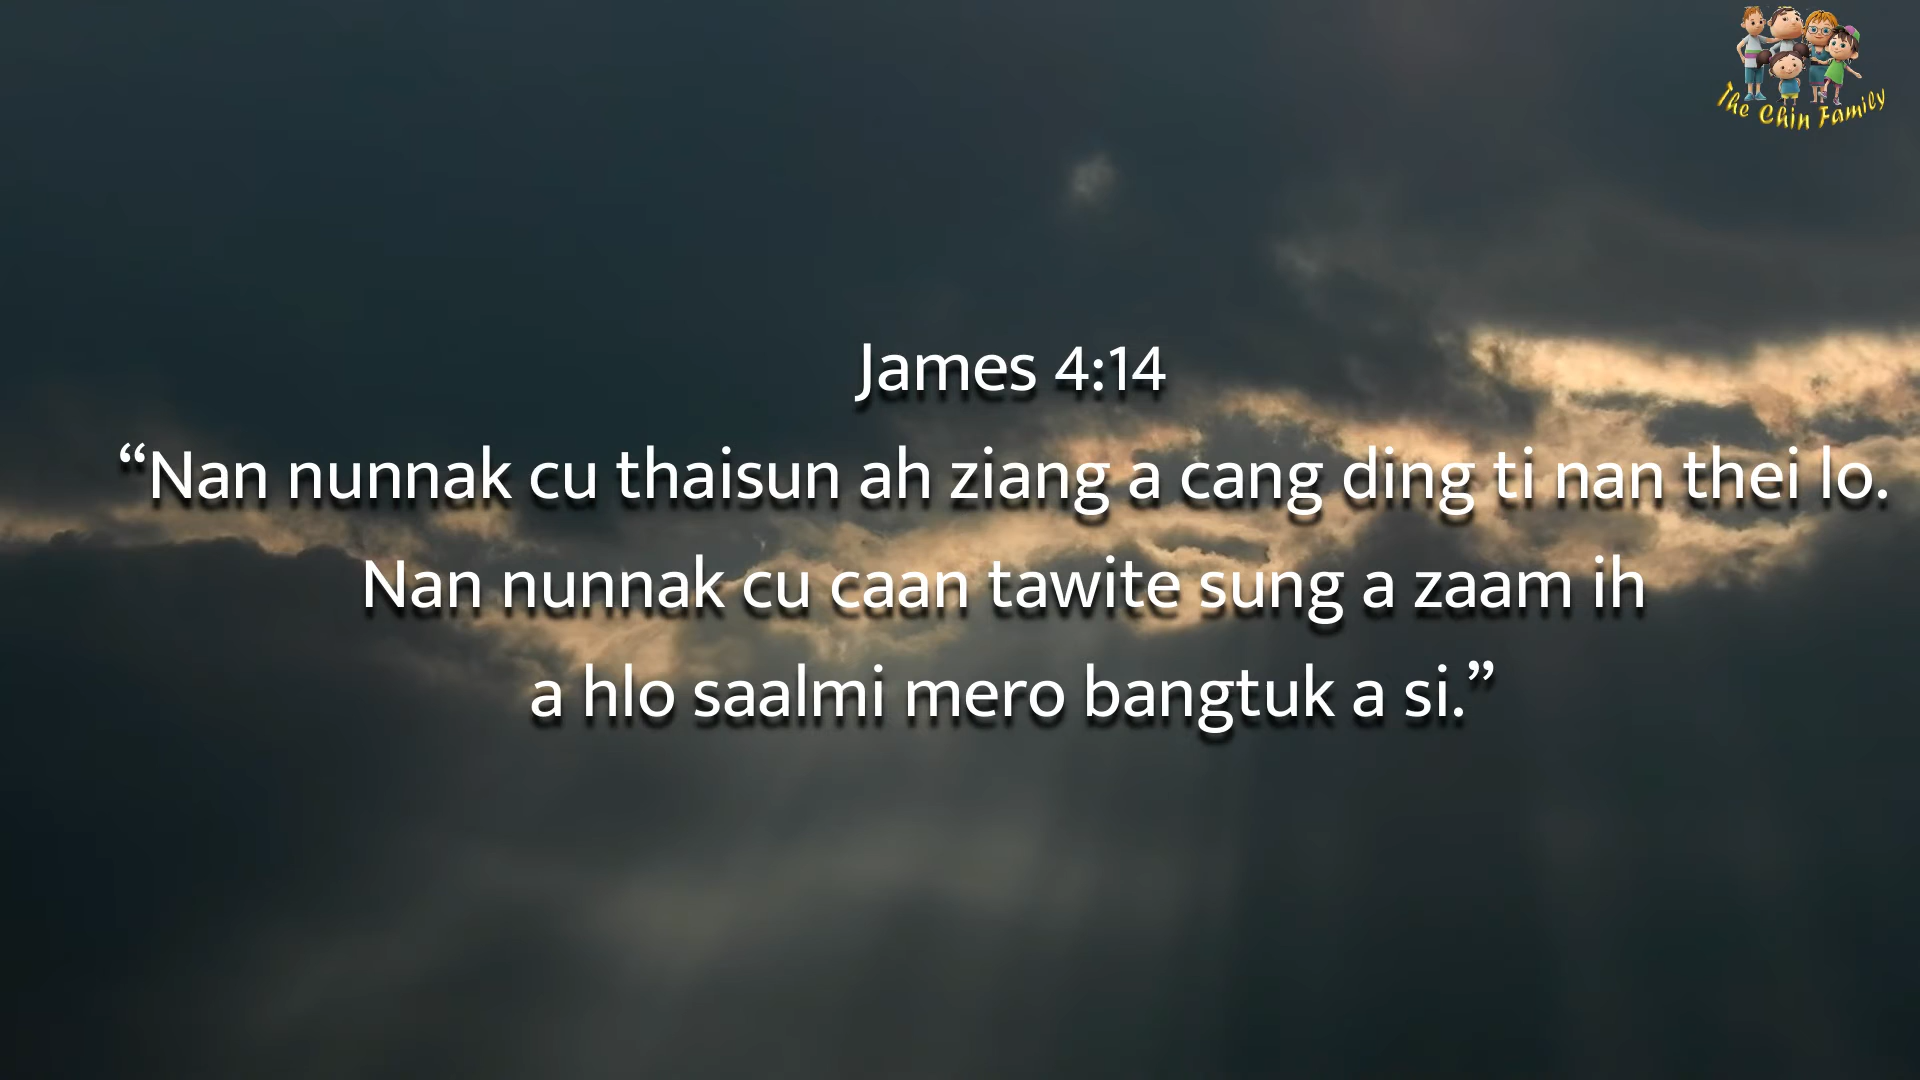 The Chin Family
James 4:14
“Nan nunnak cu thaisun ah ziang a cang ding ti nan thei lo.
Nan nunnak cu caan tawite sung a zaam ih
a hlo saalmi mero bangtuk a si.”